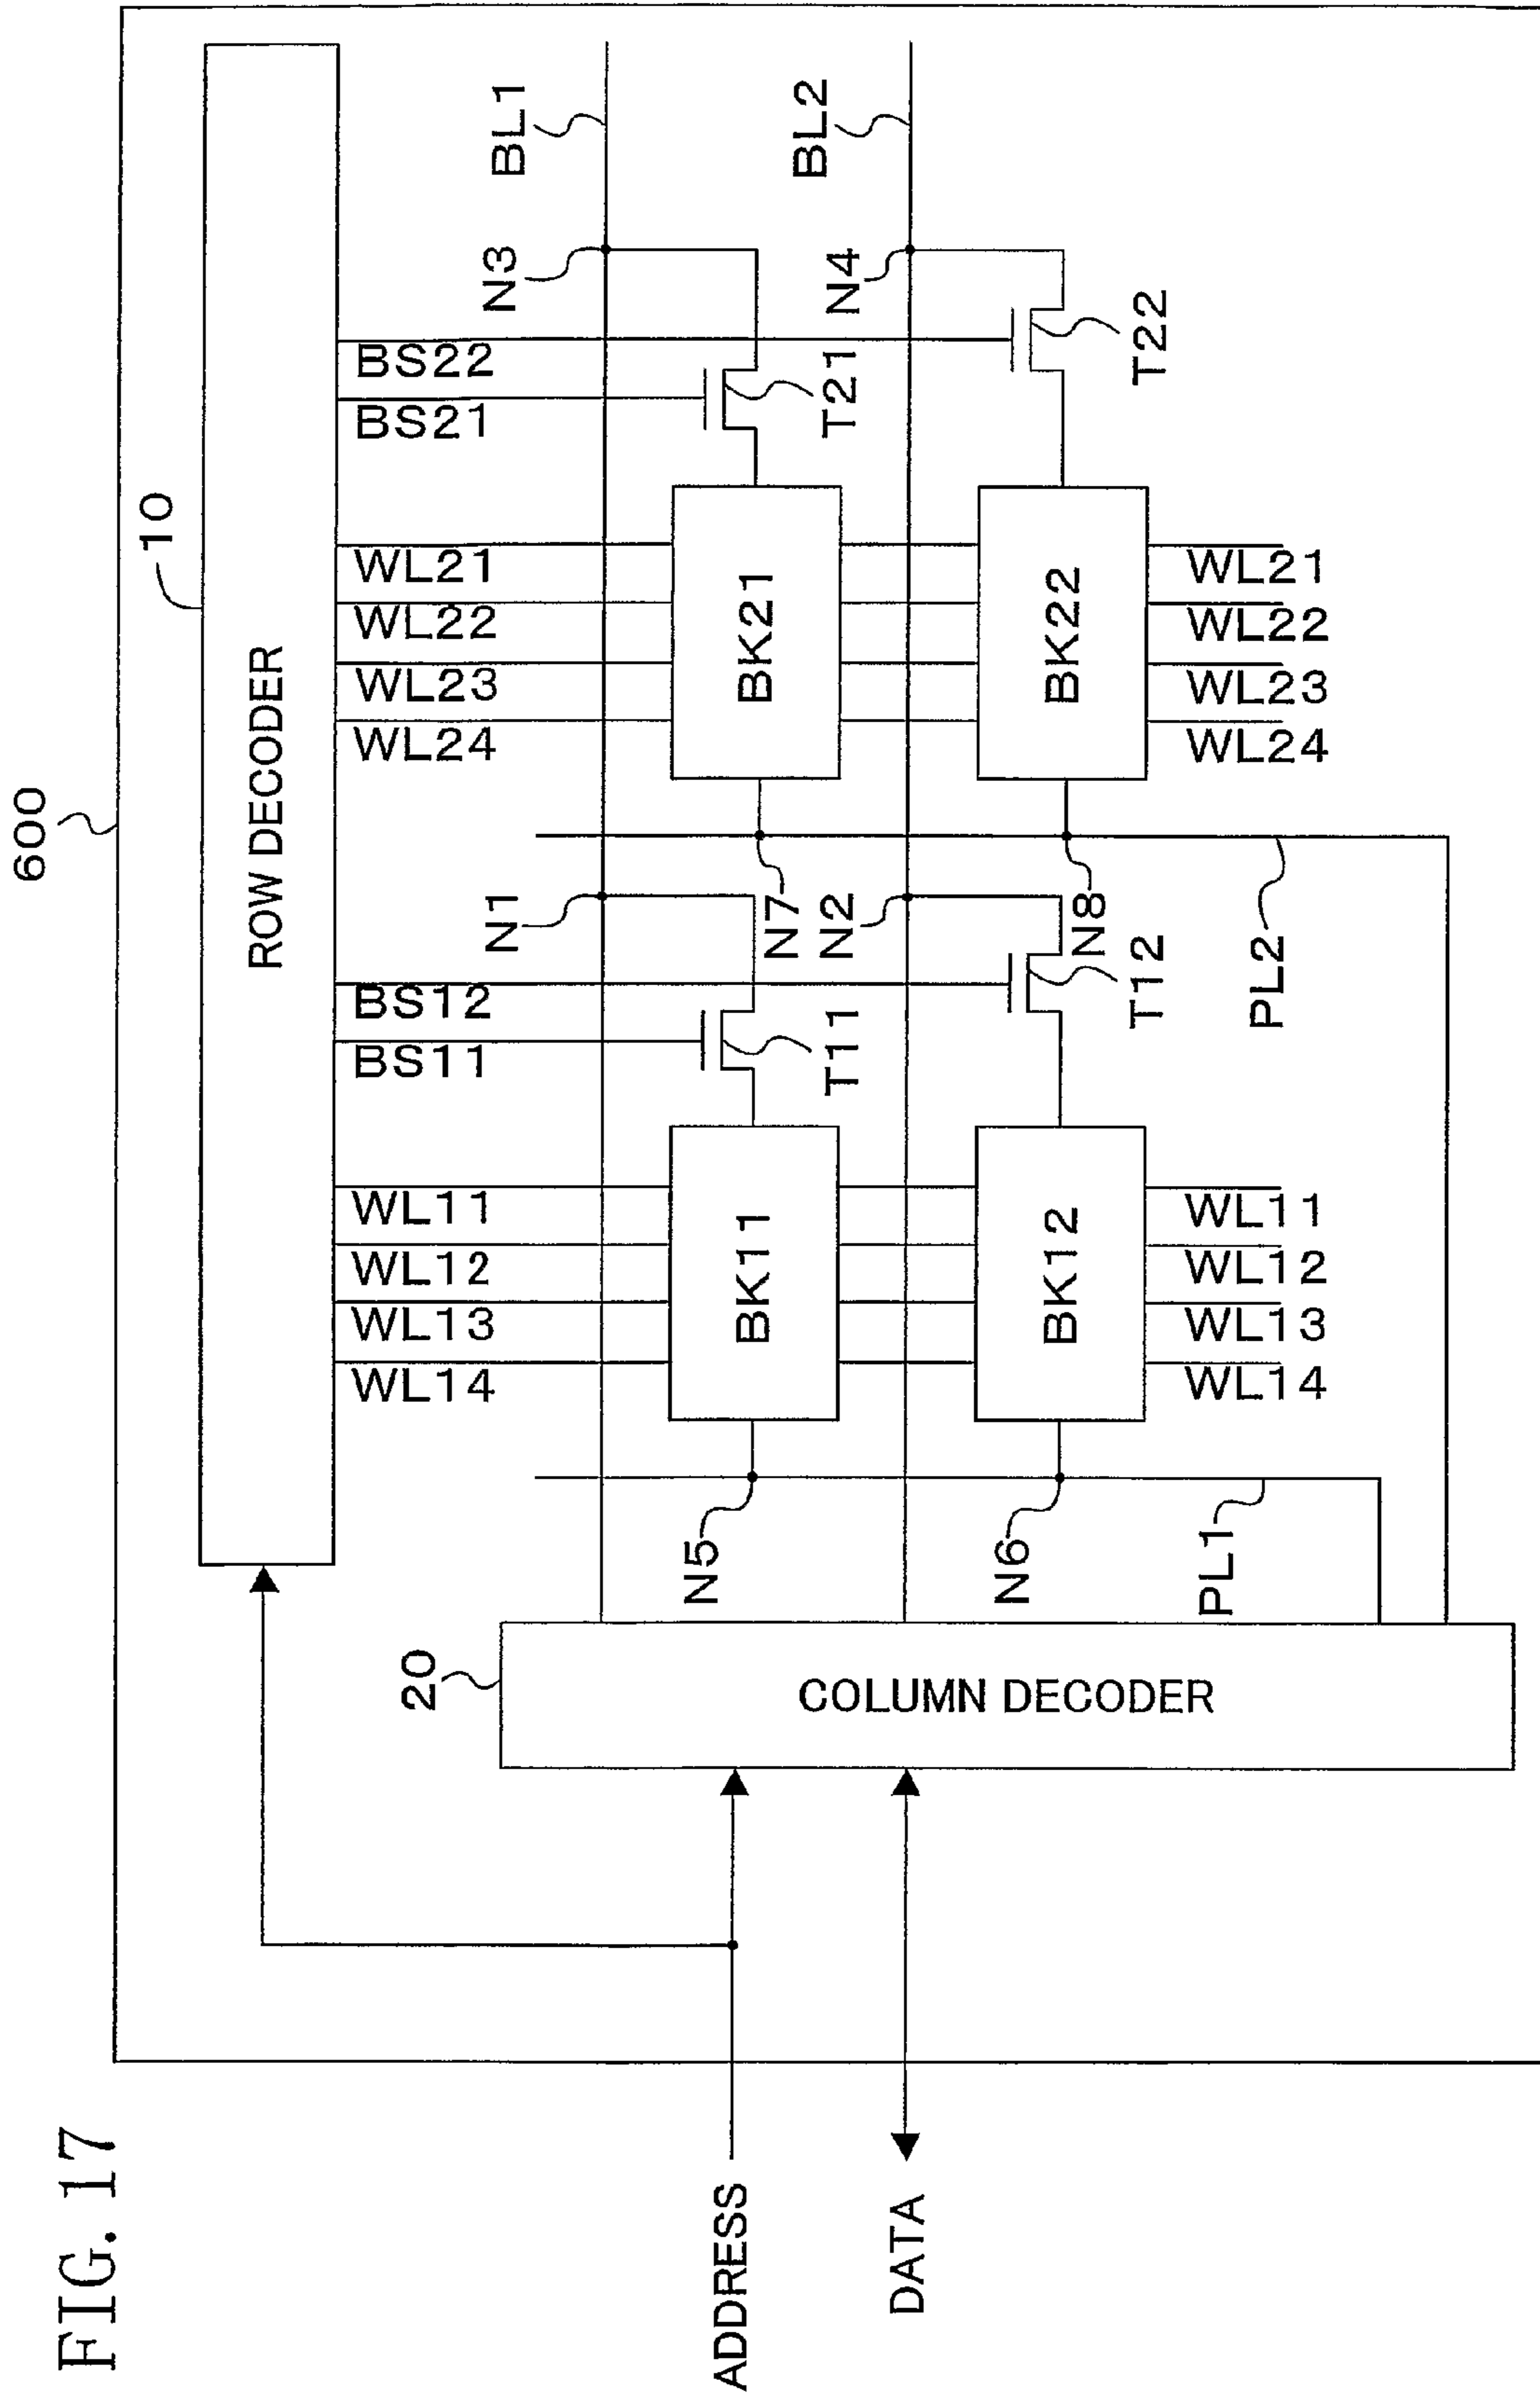 FIG. 17
600
10
ROW DECODER
BS22
BS21
WL21
WL22
WL23
WL24
BS12
BS11
WL11
WL12
WL13
WL14
BL1
BL2
N3
N4
T21
T22
BK21
BK22
WL21
WL22
WL23
WL24
N1
N7
N2
N8
PL2
T11
T12
BK11
BK12
WL11
WL12
WL13
WL14
N5
N6
PL1
20
COLUMN DECODER
ADDRESS
DATA